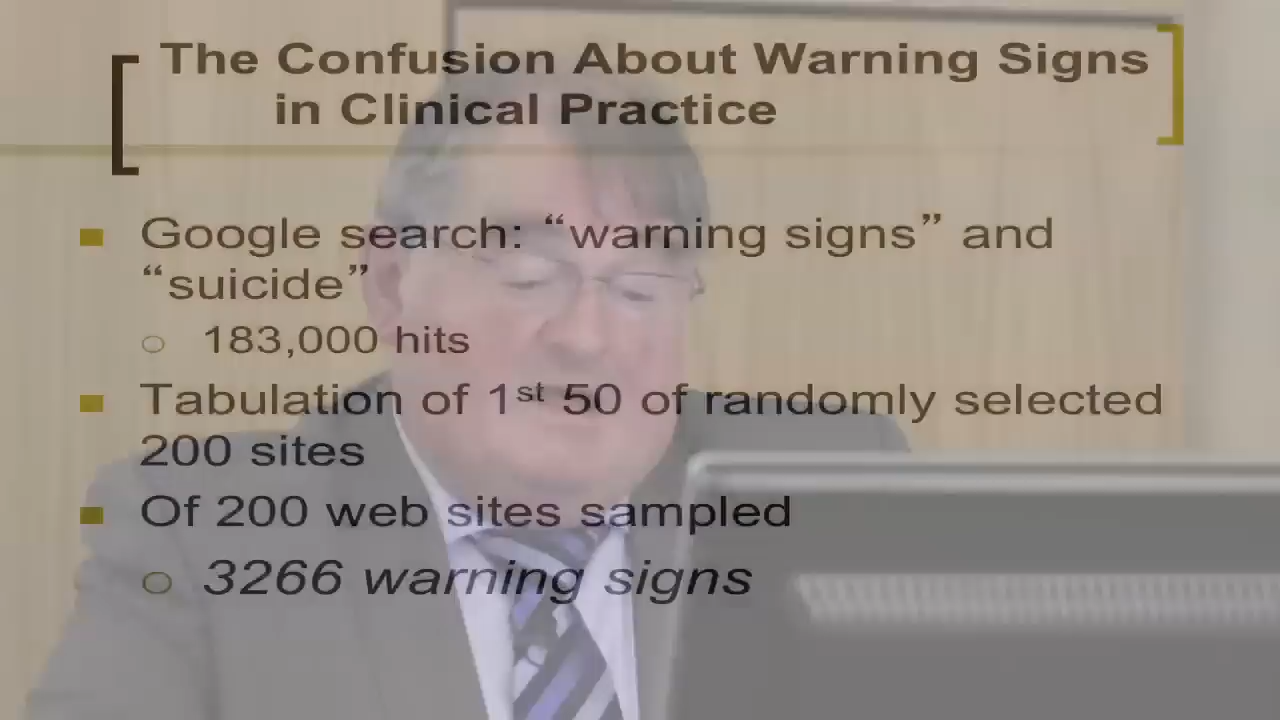 The Confusion About Warning Signs
in Clinical Practice
Google search: “warning signs” and
“suicide”
183,000 hits
Tabulation of 1st 50 of randomly selected
200 sites
Of 200 web sites sampled
3266 warning signs